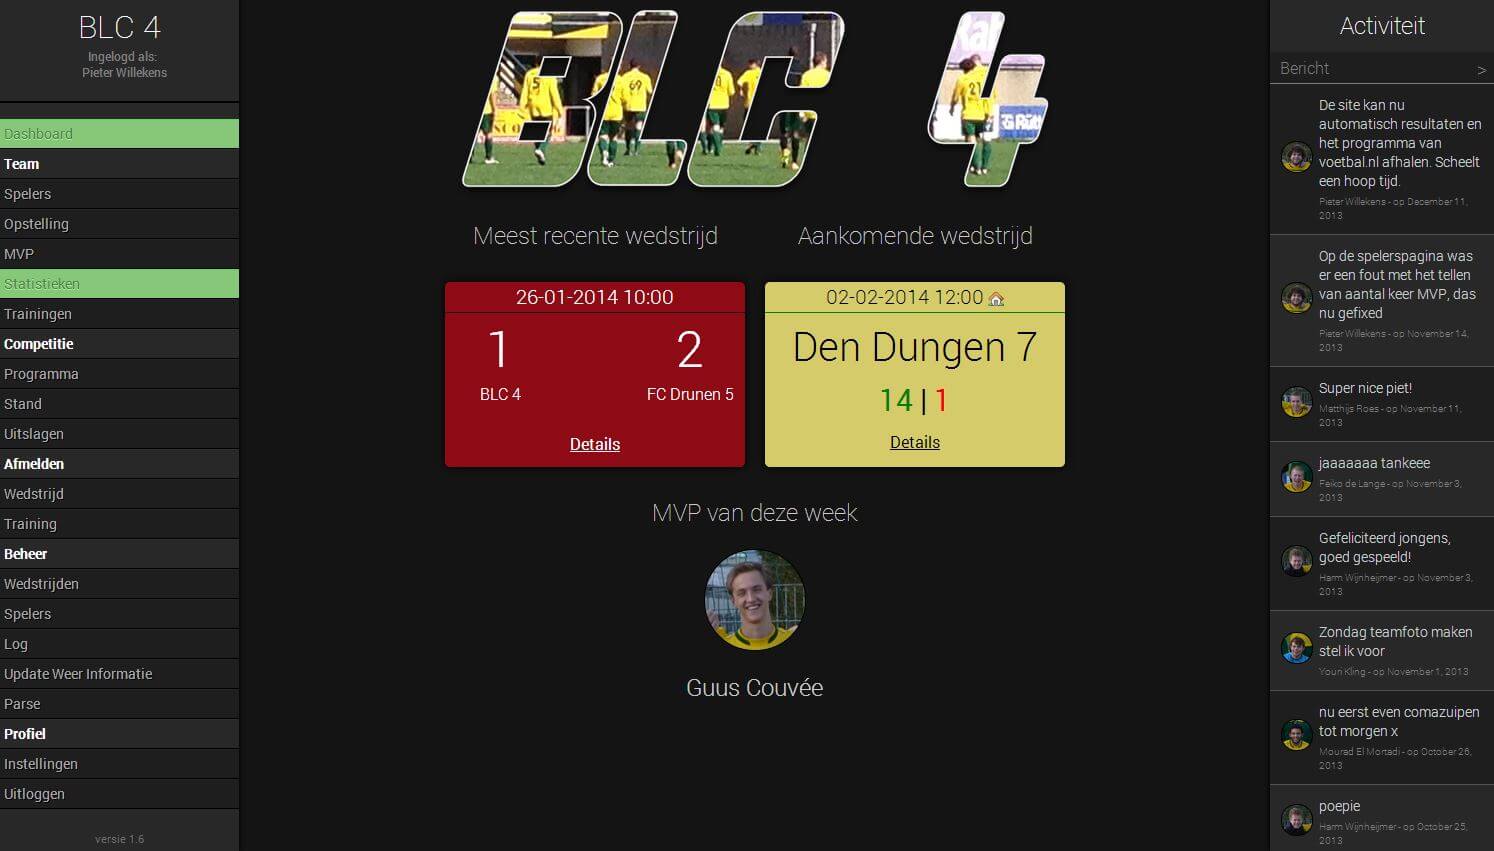 BLC 4
Ingelogd als:
Pieter Willekens
Dashboard
Team
Spelers
Opstelling
MVP
Statistieken
Trainingen
Competitie
Programma
Stand
Uitslagen
Afmelden
Wedstrijd
Training
Beheer
Wedstrijden
Spelers
Log
Update Weer Informatie
Parse
Profiel
Instellingen
Uitloggen
versie 1.6
BLC 4
Meest recente wedstrijd
26-01-2014 10:00
1 2
BLC 4 FC Drunen 5
Details
Aankomende wedstrijd
02-02-2014 12:00
Den Dungen 7
14 | 1
Details
MVP van deze week
Guus Couvée
Activiteit
Bericht >
De site kan nu
automatisch resultaten en
het programma van
voetbal.nl afhalen. Scheelt
een hoop tijd.
Pieter Willekens - op December 11,
2013
Op de spelerspagina was
er een fout met het tellen
van aantal keer MVP, das
nu gefixed
Pieter Willekens - op November 14,
2013
Super nice piet!
Matthijs Roes - op November 11,
2013
jaaaaaaa tankeee
Feiko de Lange - op November 3,
2013
Gefeliciteerd jongens,
goed gespeeld!
Harm Wijnheijmer - op November 3,
2013
Zondag teamfoto maken
stel ik voor
Youri Kling - op November 1, 2013
nu eerst even comazuipen
tot morgen x
Mourad El Mortadi - op October 26,
2013
poepie
Harm Wijnheijmer - op October 25,
2013